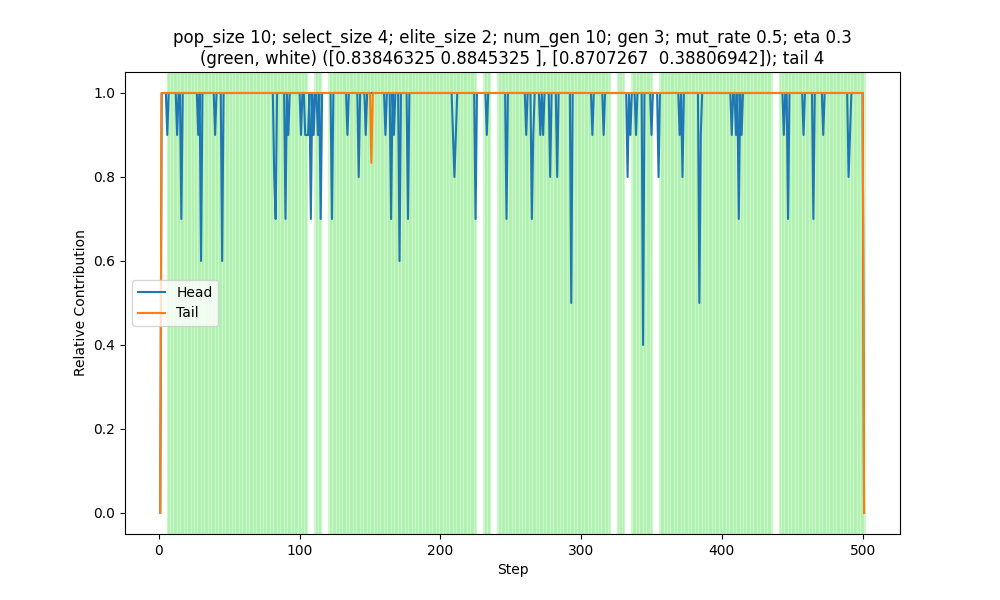 pop_size 10; select_size 4; elite_size 2; num_gen 10; gen 3; mut_rate 0.5; eta 0.3
(green, white) ([0.83846325 0.8845325 ], [0.8707267  0.38806942]); tail 4
1.0
0.8
0.6
0.4
0.2
0.0
Relative Contribution
Head
Tail
0
100
200
300
400
500
Step